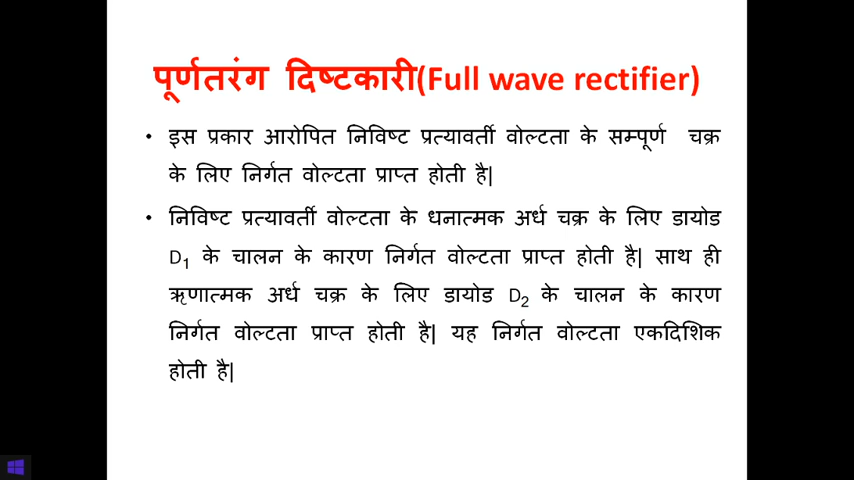 पूर्णतरंग दिष्टकारी(Full wave rectifier)
• इस प्रकार आरोपित निविष्ट प्रत्यावर्ती वोल्टता के सम्पूर्ण चक्र
के लिए निर्गत वोल्टता प्राप्त होती है|
• निविष्ट प्रत्यावर्ती वोल्टता के धनात्मक अर्ध चक्र के लिए डायोड
D₁ के चालन के कारण निर्गत वोल्टता प्राप्त होती है| साथ ही
ऋणात्मक अर्ध चक्र के लिए डायोड D₂ के चालन के कारण
निर्गत वोल्टता प्राप्त होती है| यह निर्गत वोल्टता एकदिशिक
होती है|